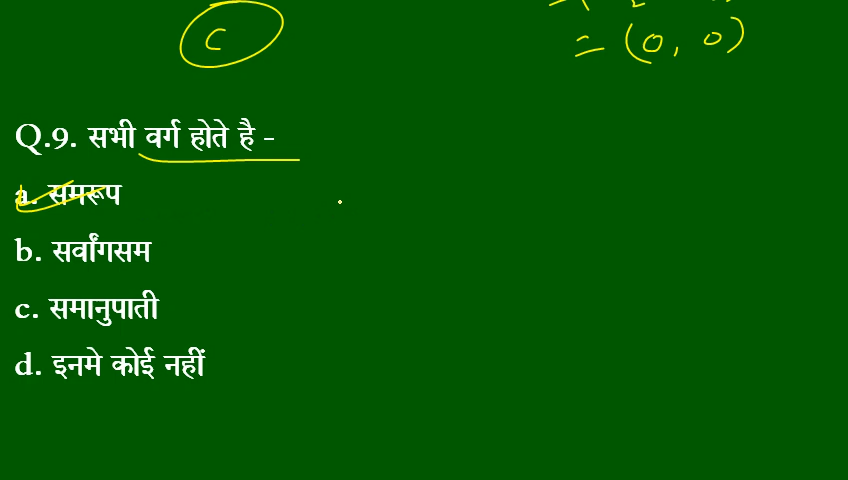 C
= (0, 0)
Q.9. सभी वर्ग होते है -
a. समरूप
b. सर्वांगसम
c. समानुपाती
d. इनमे कोई नहीं